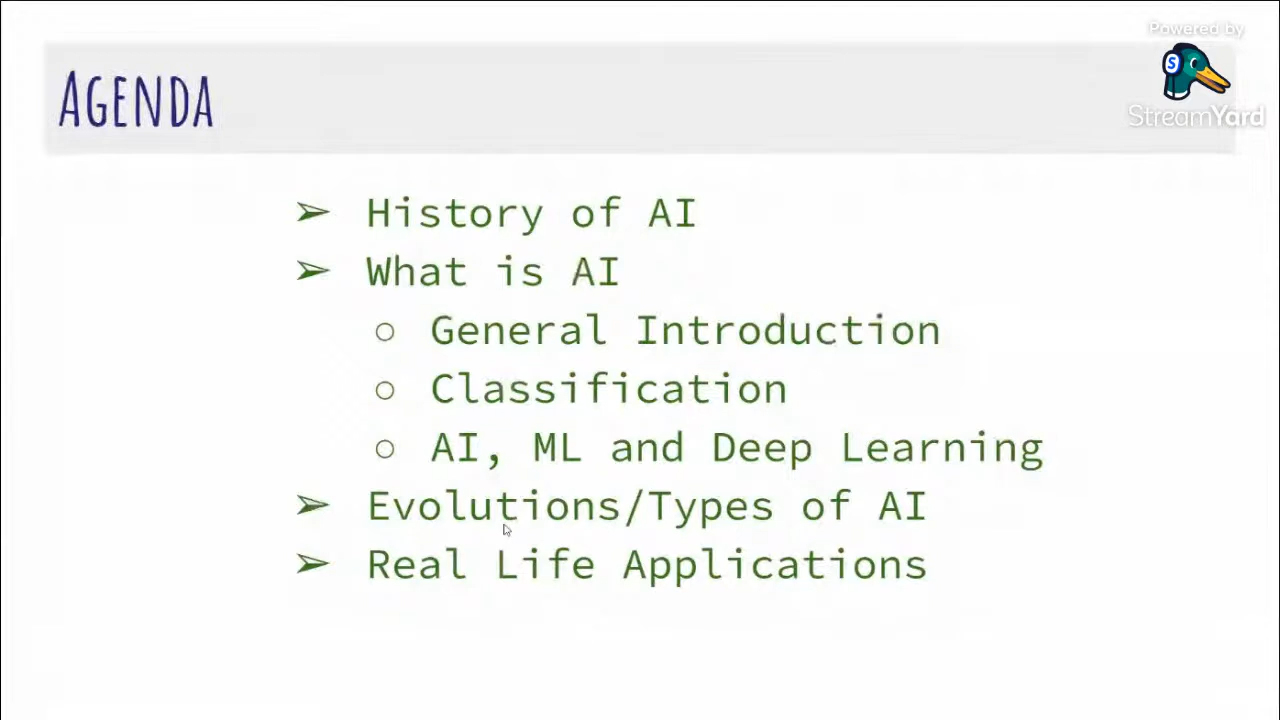 Powered by
StreamYard
AGENDA
➢ History of AI
➢ What is AI
○ General Introduction
○ Classification
○ AI, ML and Deep Learning
➢ Evolutions/Types of AI
➢ Real Life Applications